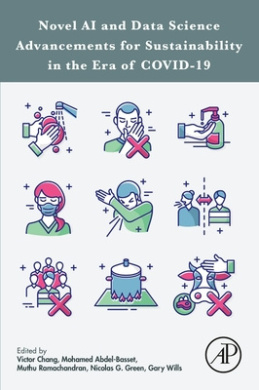 Novel AI and Data Science
Advancements for Sustainability
in the Era of COVID-19
Edited by
Victor Chang, Mohamed Abdel-Basset,
Muthu Ramachandran, Nicolas G. Green, Gary Wills
AP